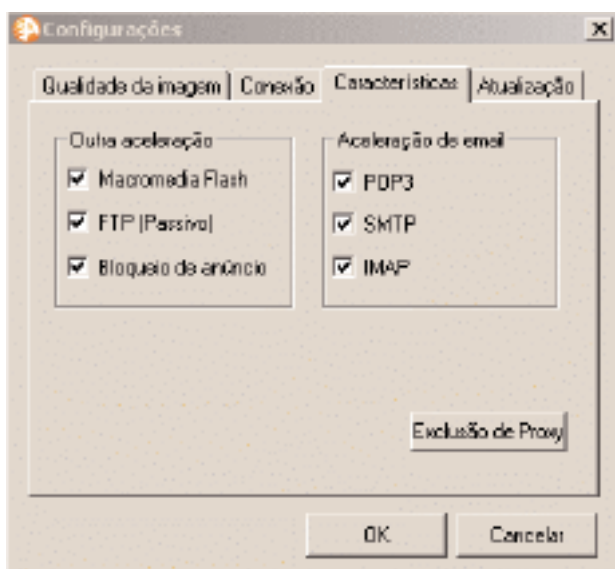 Configurações
Qualidade da imagem Conexão Características Atualização
Outra aceleração Aceleração de email
Macromedia Flash POP3
FTP (Passivo) SMTP
Bloqueio de anúncio IMAP
Exclusão de Proxy
OK Cancelar